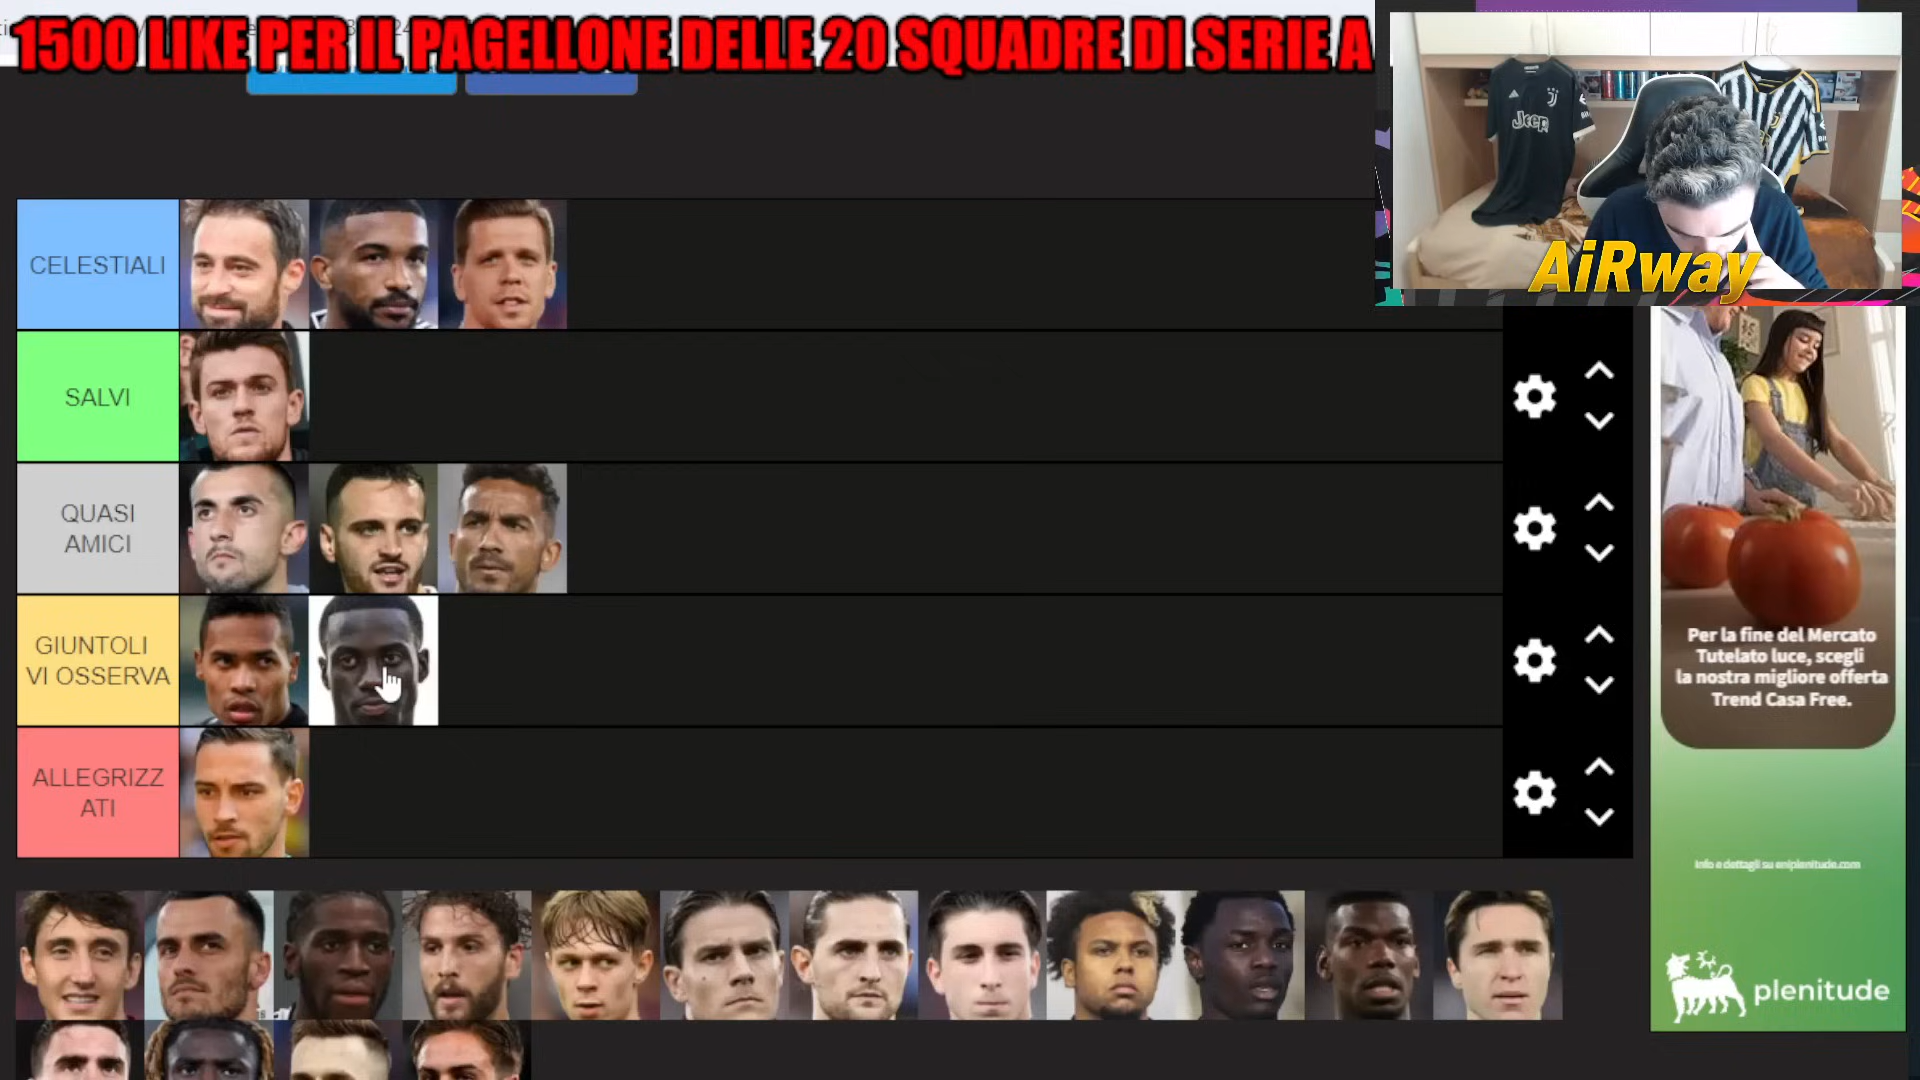 1500 LIKE PER IL PAGELLONE DELLE 20 SQUADRE DI SERIE A
Jeep
AiRway
CELESTIALI
SALVI
QUASI
AMICI
GIUNTOLI
VI OSSERVA
ALLEGRIZZ
ATI
Per la fine del Mercato
Tutelato luce, scegli
la nostra migliore offerta
Trend Casa Free.
Info e dettagli su eniplenitude.com
plenitude